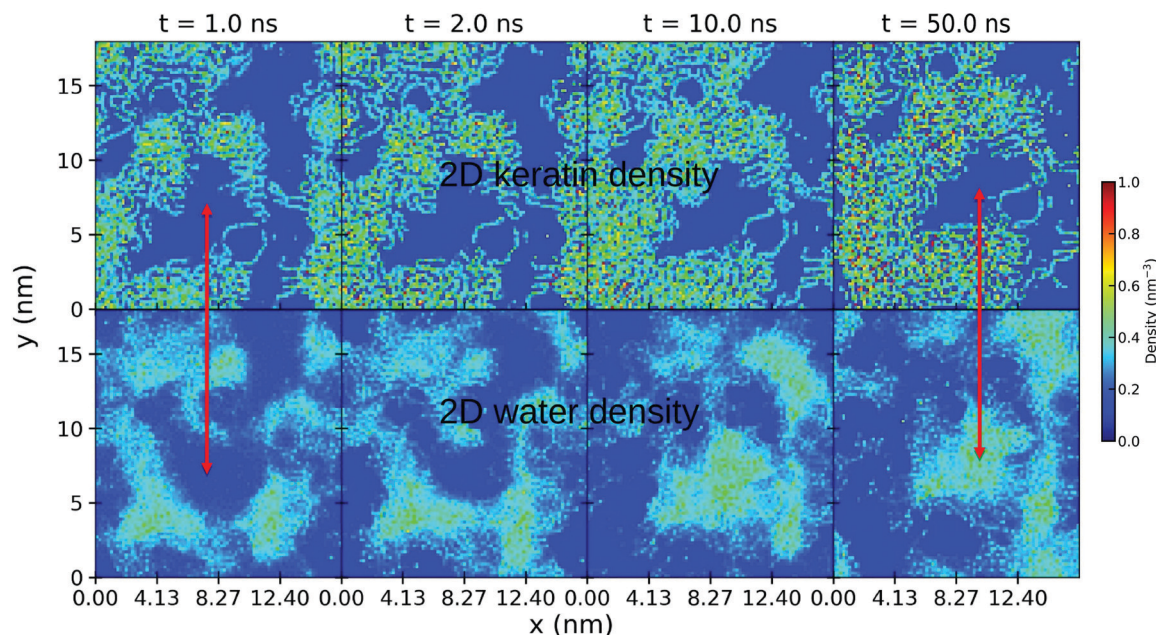 t = 1.0 ns t = 2.0 ns t = 10.0 ns t = 50.0 ns
15
10
5
0
2D keratin density
y (nm)
15
10
5
0
2D water density
0.00 4.13 8.27 12.40 0.00 4.13 8.27 12.40 0.00 4.13 8.27 12.40 0.00 4.13 8.27 12.40
x (nm)
1.0
0.8
0.6
0.4
0.2
0.0
Density (nm⁻³)